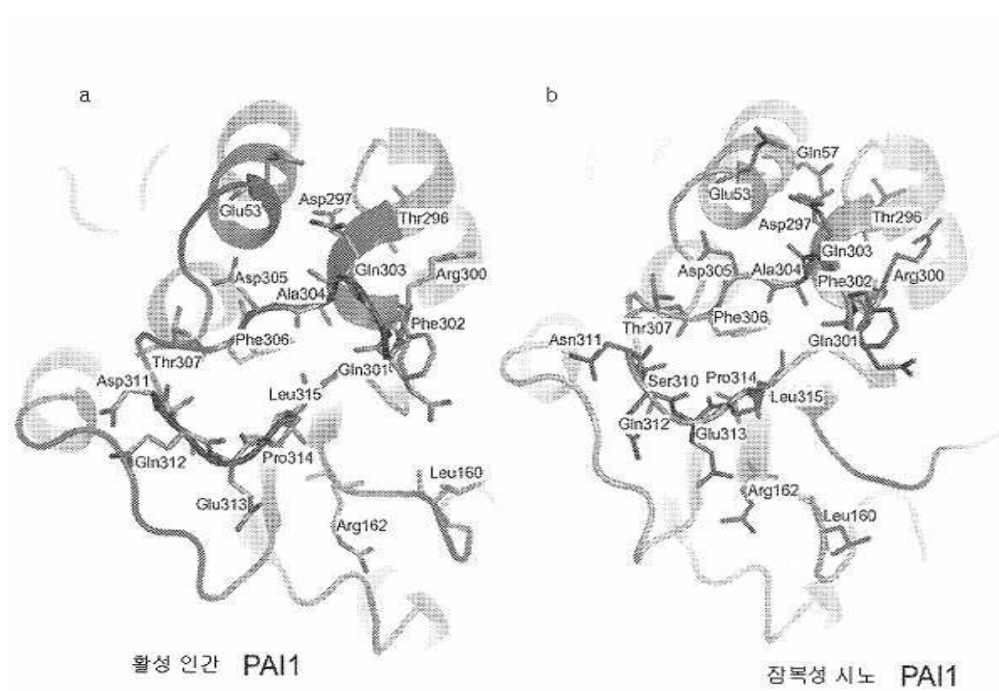 a
b
Glu53
Asp297
Thr296
Gln303
Asp305
Ala304
Arg300
Phe302
Phe306
Thr307
Gln301
Asp311
Leu315
Gln312
Pro314
Glu313
Leu160
Arg162
활성 인간 PAI1
Gln57
Glu53
Asp297
Thr296
Gln303
Asp305
Ala304
Phe302
Arg300
Thr307
Phe306
Asn311
Gln301
Ser310
Pro314
Leu315
Gln312
Glu313
Arg162
Leu160
잠복성 시노 PAI1